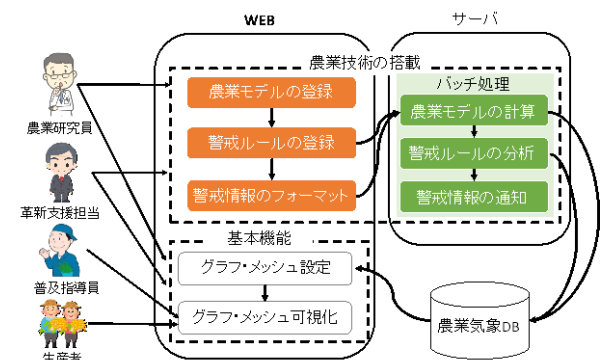 WEB
サーバ
農業技術の搭載
バッチ処理
農業モデルの登録
農業モデルの計算
警戒ルールの登録
警戒ルールの分析
警戒情報のフォーマット
警戒情報の通知
農業研究員
革新支援担当
普及指導員
生産者
基本機能
グラフ・メッシュ設定
グラフ・メッシュ可視化
農業気象DB